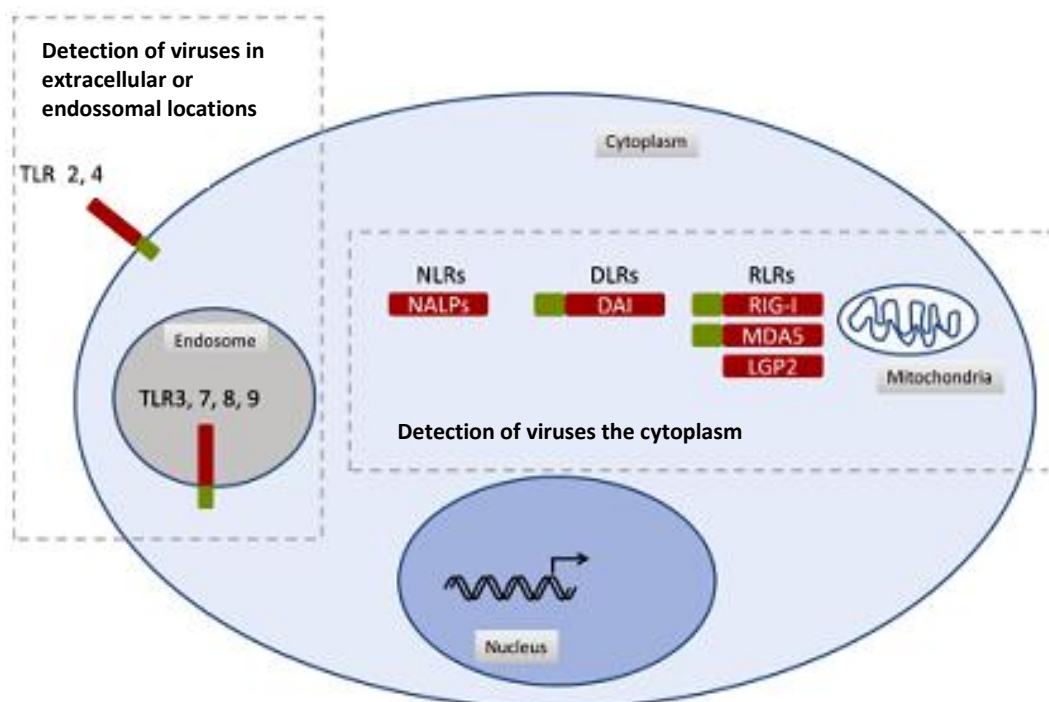 Detection of viruses in
extracellular or
endossomal locations
Cytoplasm
TLR 2, 4
NLRs
DLRs
RLRs
NALPs
DAI
RIG-I
MDA5
LGP2
Mitochondria
Endosome
TLR3, 7, 8, 9
Detection of viruses the cytoplasm
Nucleus